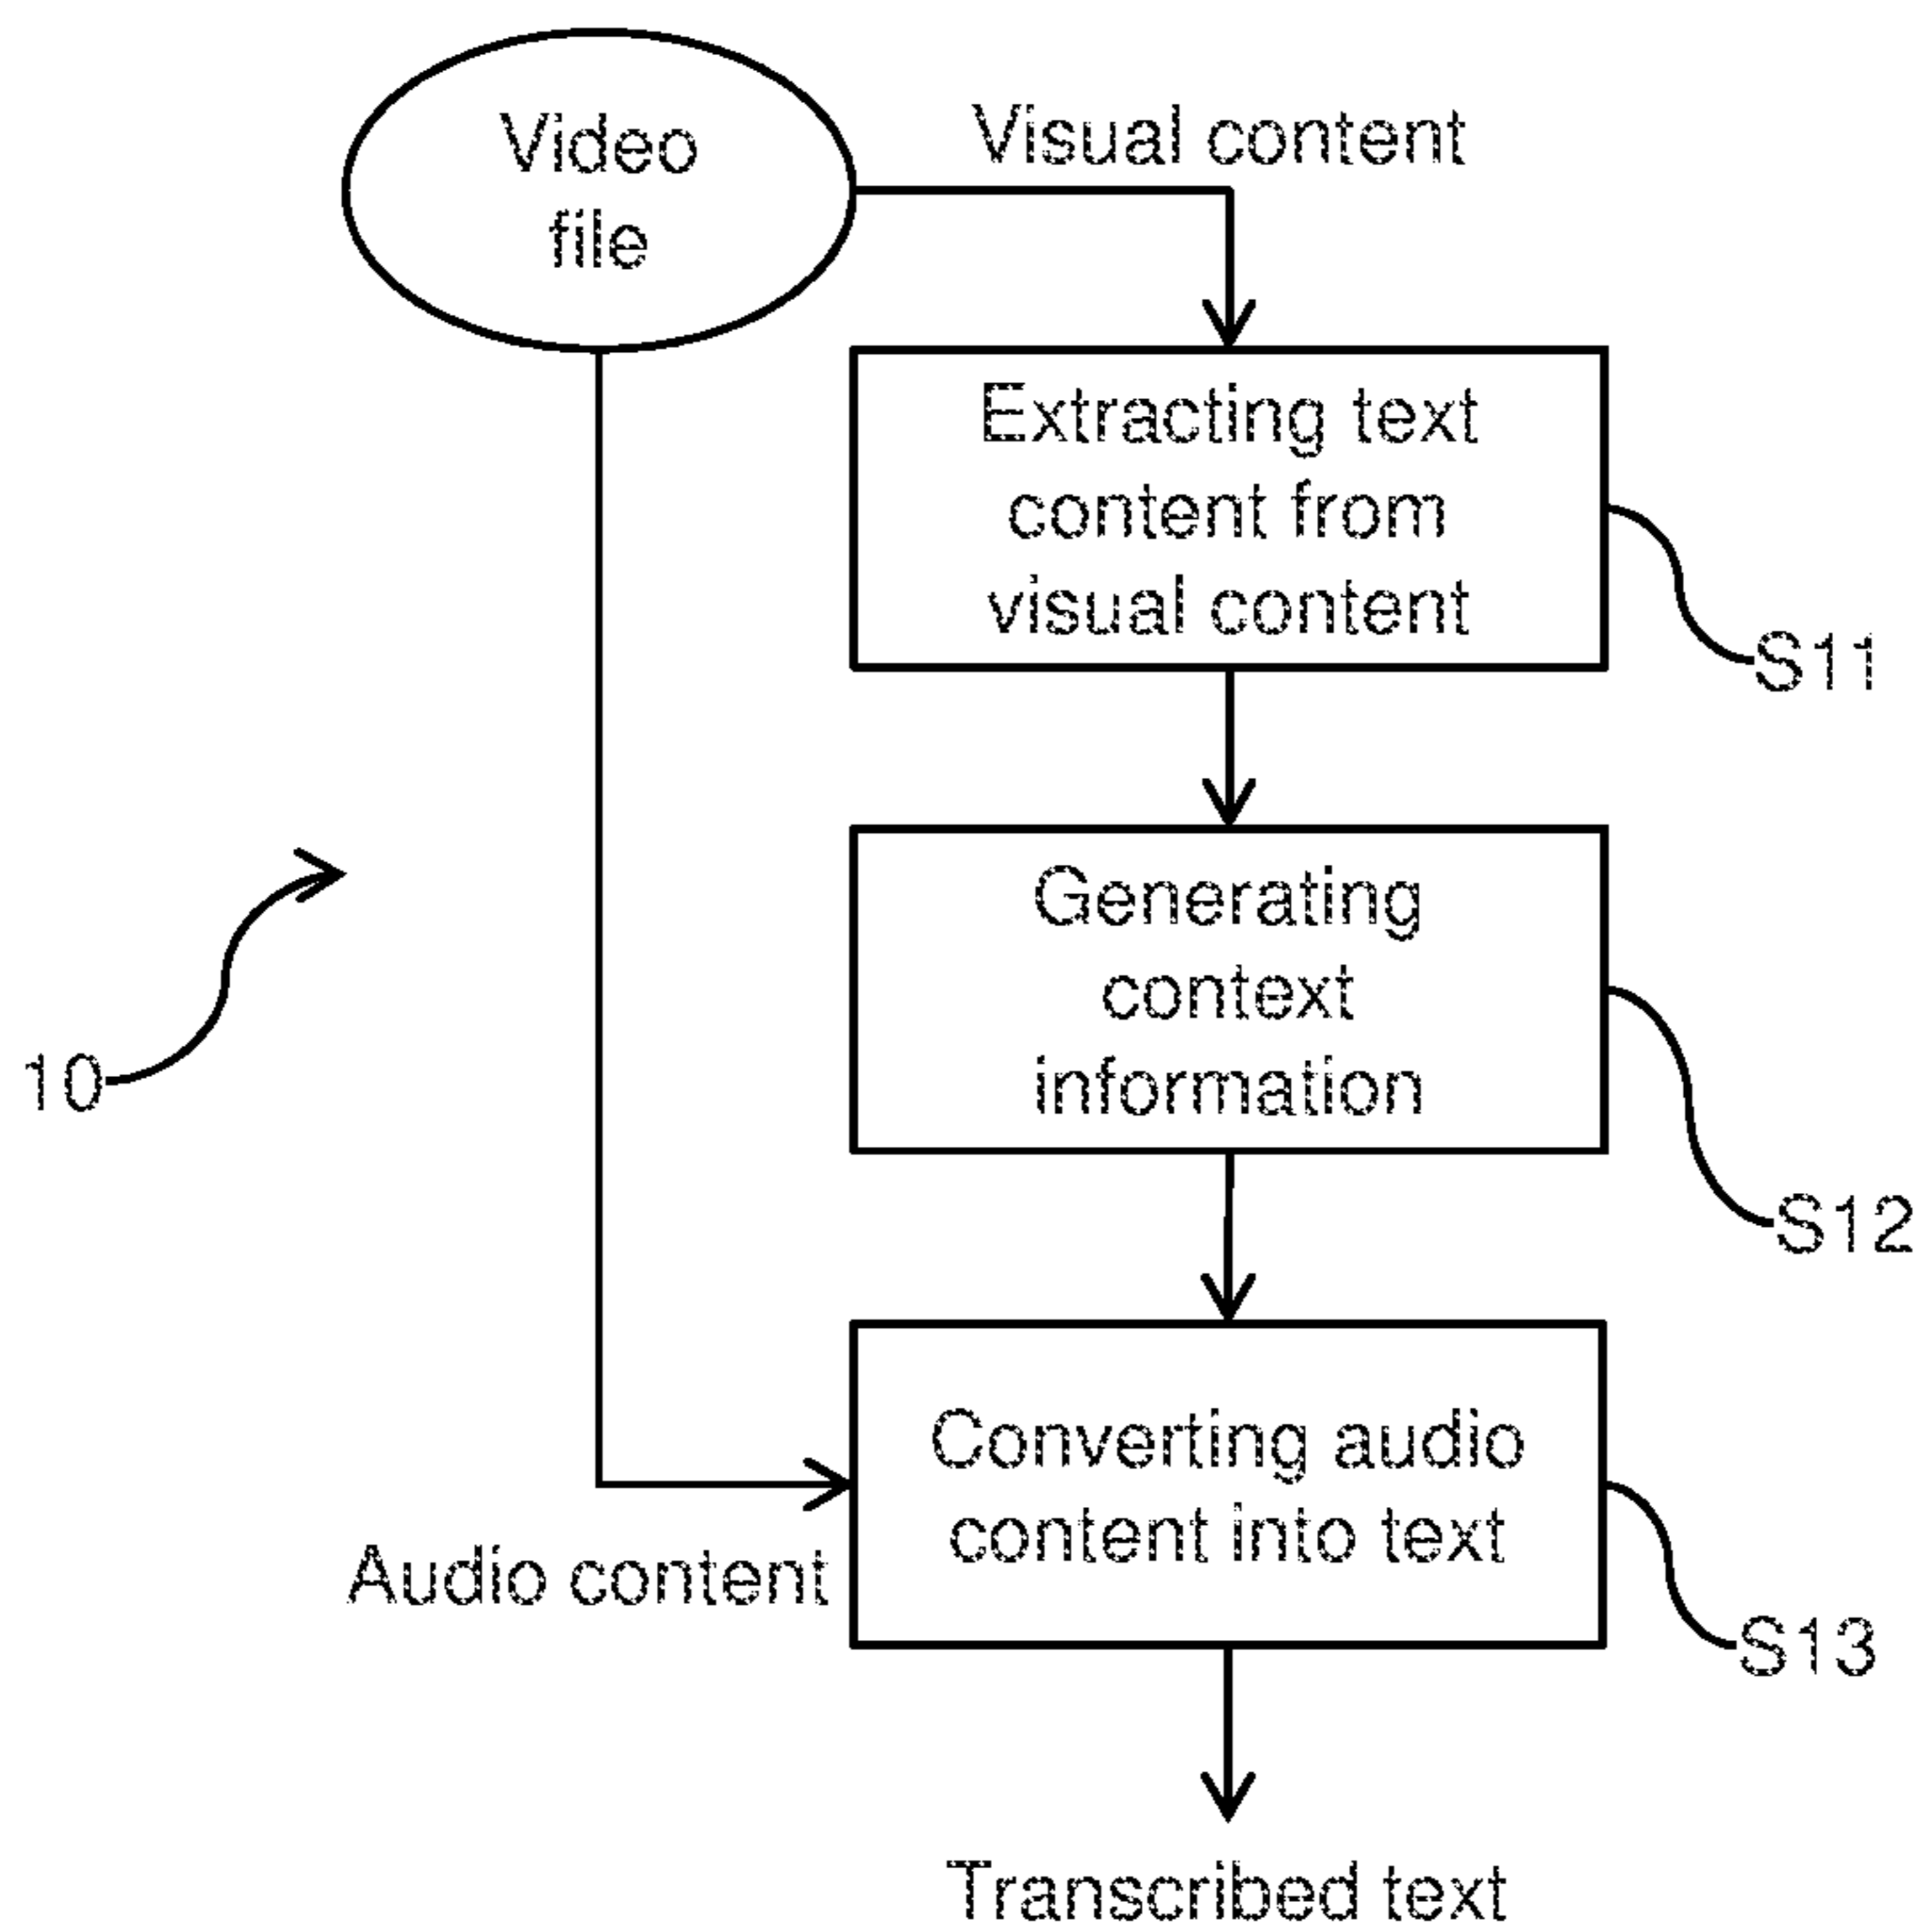 Video
file
Visual content
Extracting text
content from
visual content
S11
Generating
context
information
10
S12
Converting audio
content into text
Audio content
S13
Transcribed text